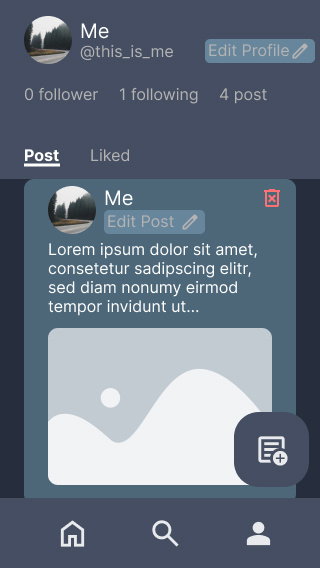 Me
@this_is_me
Edit Profile
0 follower 1 following 4 post
Post Liked
Me
Edit Post
Lorem ipsum dolor sit amet,
consetetur sadipscing elitr,
sed diam nonumy eirmod
tempor invidunt ut...